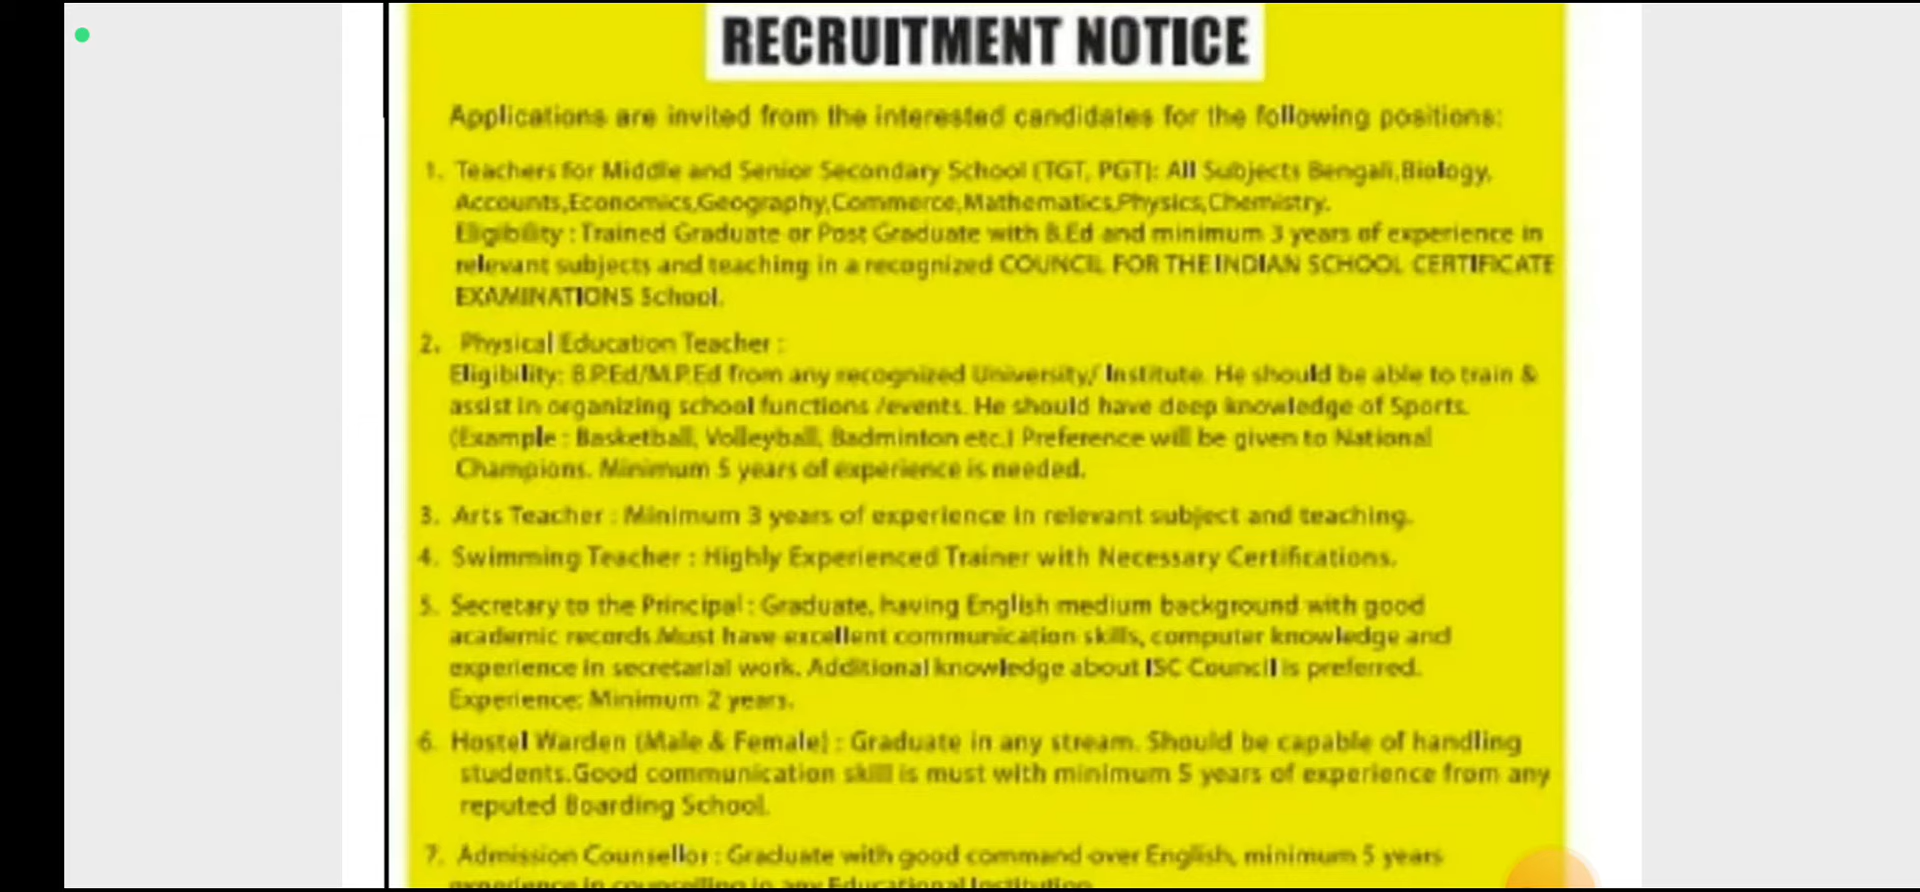 RECRUITMENT NOTICE
Applications are invited from the interested candidates for the following positions:
1. Teachers for Middle and Senior Secondary School (TGT, PGT): All Subjects Bengali,Biology,
Accounts,Economics,Geography,Commerce,Mathematics,Physics,Chemistry.
Eligibility : Trained Graduate or Post Graduate with B.Ed and minimum 3 years of experience in
relevant subjects and teaching in a recognized COUNCIL FOR THE INDIAN SCHOOL CERTIFICATE
EXAMINATIONS School.
2. Physical Education Teacher :
Eligibility: B.P.Ed/M.P.Ed from any recognized University/ Institute. He should be able to train &
assist in organizing school functions /events. He should have deep knowledge of Sports.
(Example : Basketball, Volleyball, Badminton etc.) Preference will be given to National
Champions. Minimum 5 years of experience is needed.
3. Arts Teacher : Minimum 3 years of experience in relevant subject and teaching.
4. Swimming Teacher : Highly Experienced Trainer with Necessary Certifications.
5. Secretary to the Principal : Graduate, having English medium background with good
academic records.Must have excellent communication skills, computer knowledge and
experience in secretarial work. Additional knowledge about ISC Council is preferred.
Experience: Minimum 2 years.
6. Hostel Warden (Male & Female) : Graduate in any stream. Should be capable of handling
students.Good communication skill is must with minimum 5 years of experience from any
reputed Boarding School.
7. Admission Counsellor : Graduate with good command over English, minimum 5 years
experience in counselling in any Educational Institution.